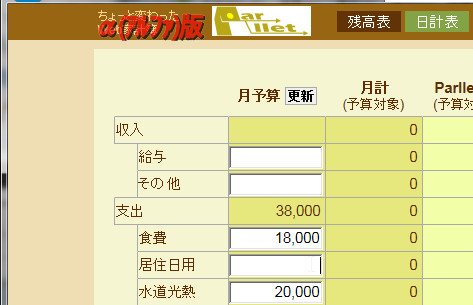 ちょーと変わった
α(アルファ)版
Parllet
残高表 日計表
月予算 更新 月計 Parlle
(予算対象) (予算対
収入 0
給与 0
その他 0
支出 38,000 0
食費 18,000 0
居住日用 0
水道光熱 20,000 0